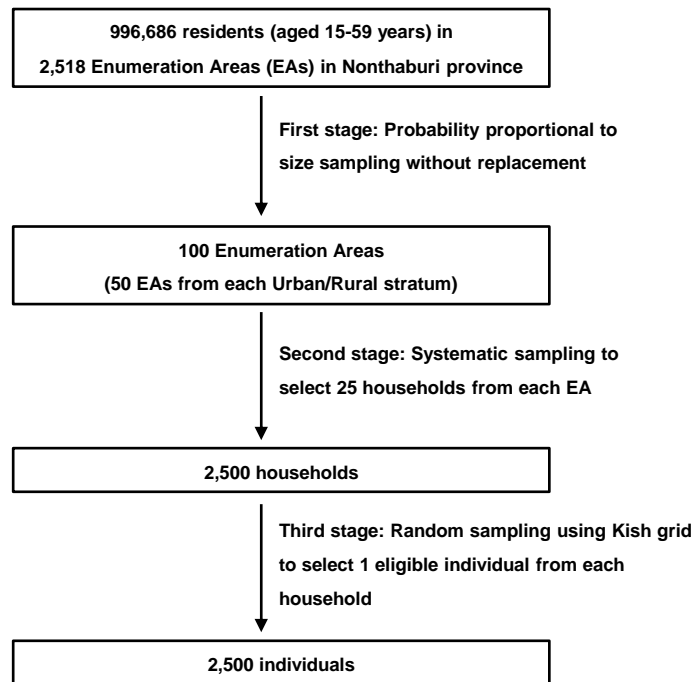 996,686 residents (aged 15-59 years) in
2,518 Enumeration Areas (EAs) in Nonthaburi province
First stage: Probability proportional to
size sampling without replacement
100 Enumeration Areas
(50 EAs from each Urban/Rural stratum)
Second stage: Systematic sampling to
select 25 households from each EA
2,500 households
Third stage: Random sampling using Kish grid
to select 1 eligible individual from each
household
2,500 individuals